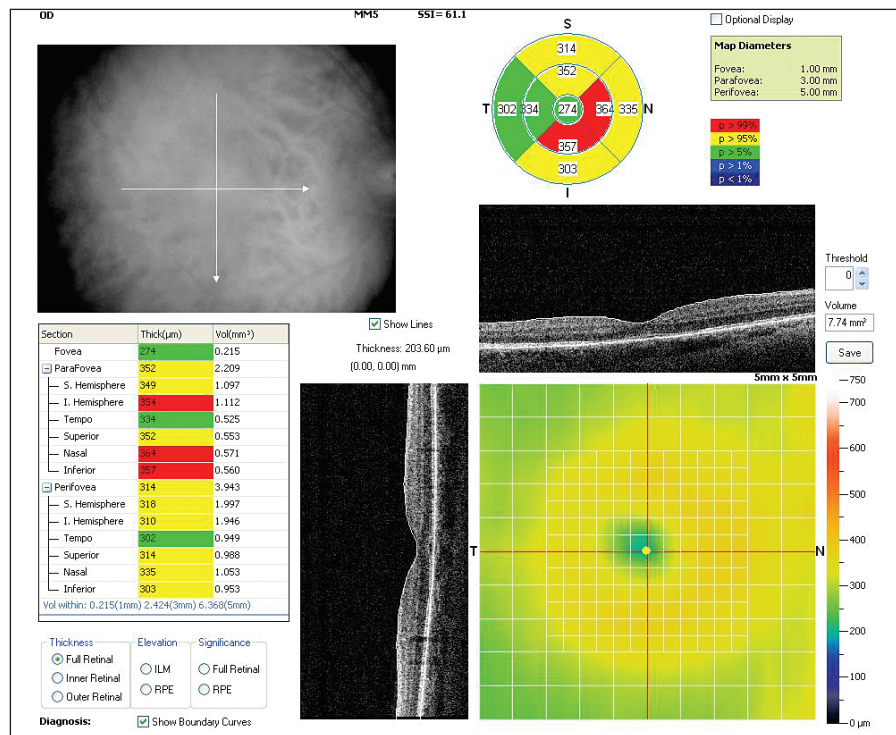 OD MMS SSI= 61.1
Optional Display
Map Diameters
Fovea: 1.00 mm
Parafovea: 3.00 mm
Perifovea: 5.00 mm
S
314
352
T 302 334 274 364 335 N
357
303
I
p > 99%
p > 95%
p > 5%
p > 1%
p < 1%
Threshold
0
Volume
7.74 mm³
Save
Show Lines
Thickness: 203.60 µm
(0.00, 0.00) mm
Section Thick(µm) Vol(mm³)
Fovea 274 0.215
ParaFovea 352 2.209
S. Hemisphere 349 1.097
I. Hemisphere 354 1.112
Tempo 334 0.525
Superior 352 0.553
Nasal 364 0.571
Inferior 357 0.560
Perifovea 314 3.943
S. Hemisphere 318 1.997
I. Hemisphere 310 1.946
Tempo 302 0.949
Superior 314 0.988
Nasal 335 1.053
Inferior 303 0.953
Vol within: 0.215(1mm) 2.424(3mm) 6.368(5mm)
5mm x 5mm
T N
750
700
600
500
400
300
200
100
0 µm
Thickness
Full Retinal
Inner Retinal
Outer Retinal
Elevation
ILM
RPE
Significance
Full Retinal
RPE
Diagnosis: Show Boundary Curves